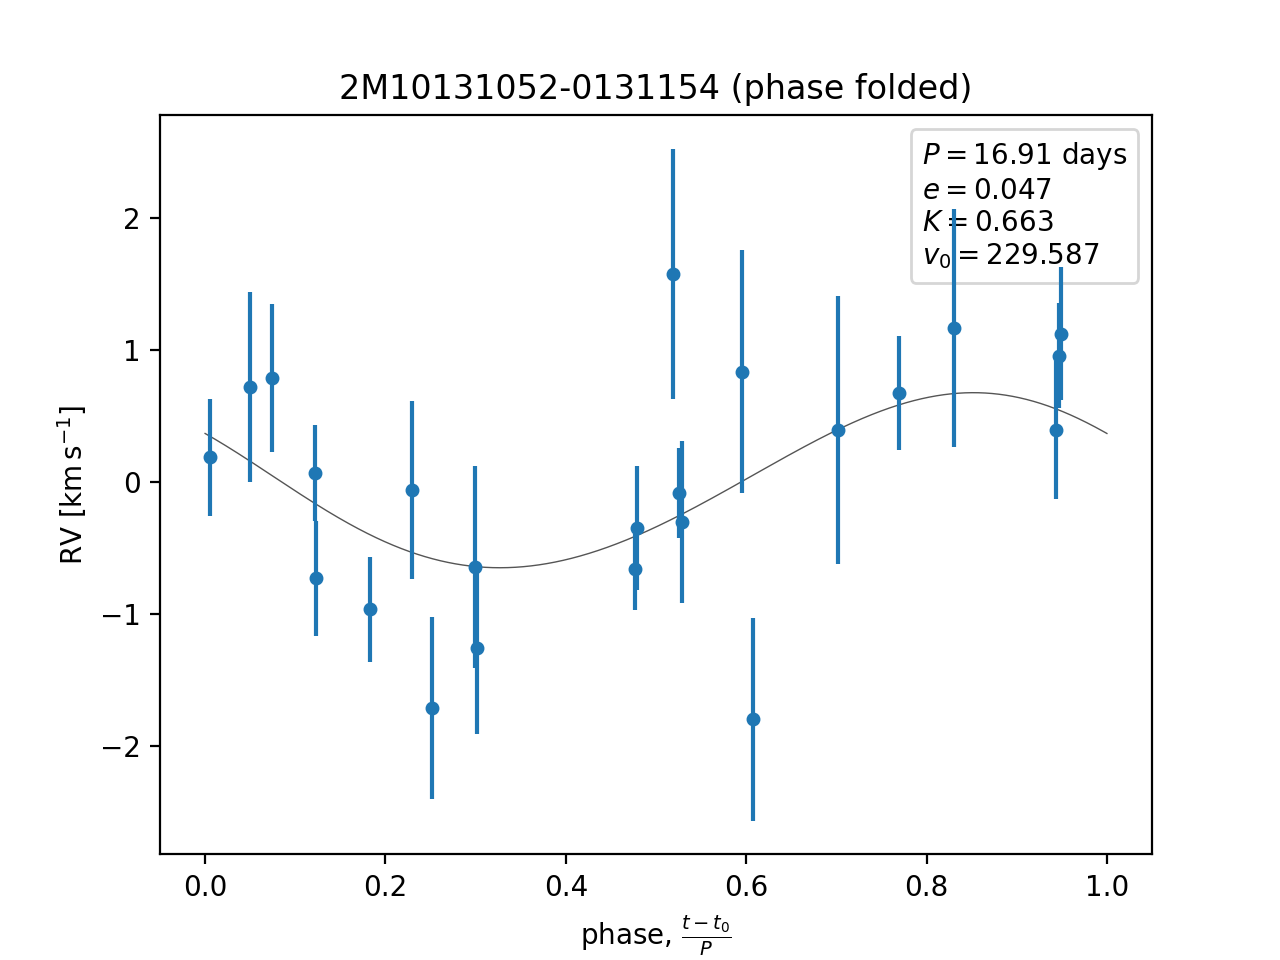 2M10131052-0131154 (phase folded)
P = 16.91 days
e = 0.047
K = 0.663
v₀ = 229.587
2
1
0
−1
−2
RV [km s⁻¹]
0.0 0.2 0.4 0.6 0.8 1.0
phase, (t − t₀)/P